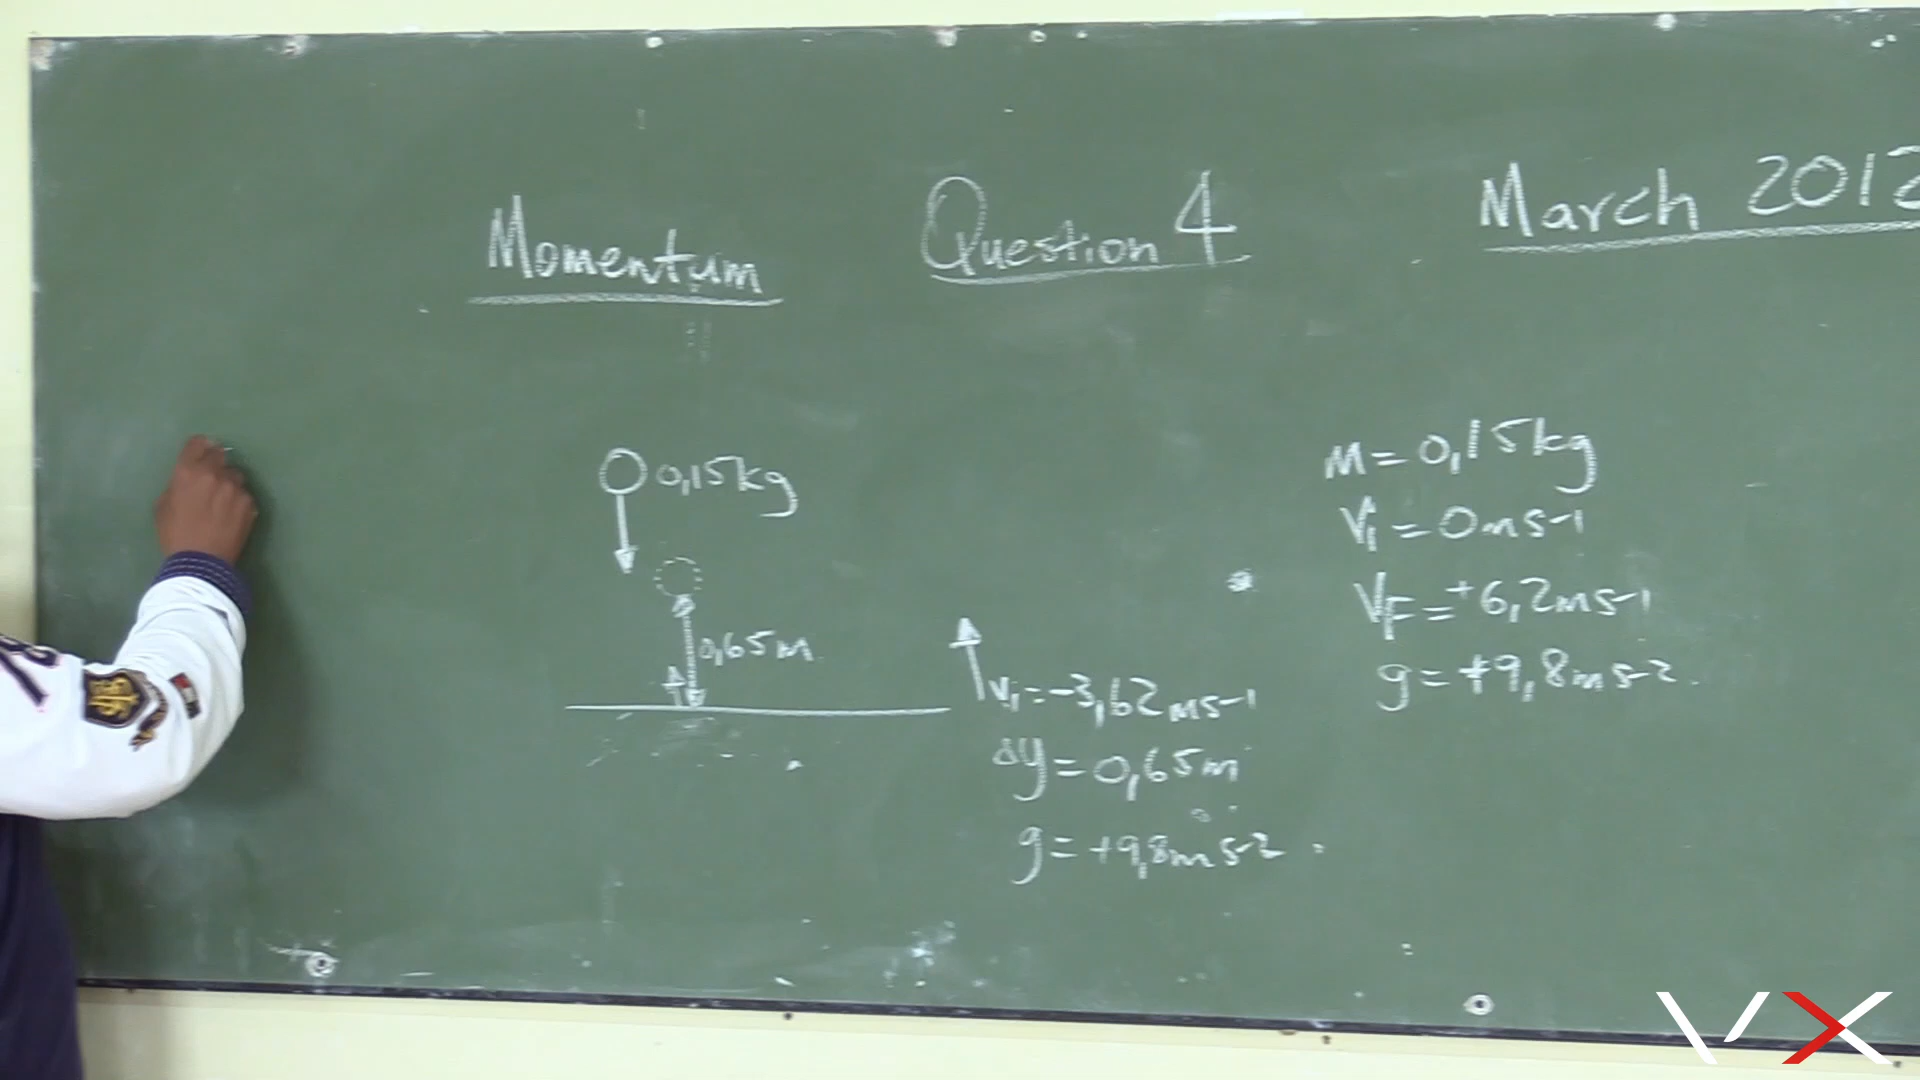 Momentum
Question 4
March 2012
0,15kg
0,65m
Vi=-3,62ms-1
Δy=0,65m
g=+9,8ms-2
m=0,15kg
Vi=0ms-1
VF=+6,2ms-1
g=+9,8ms-2.
VX